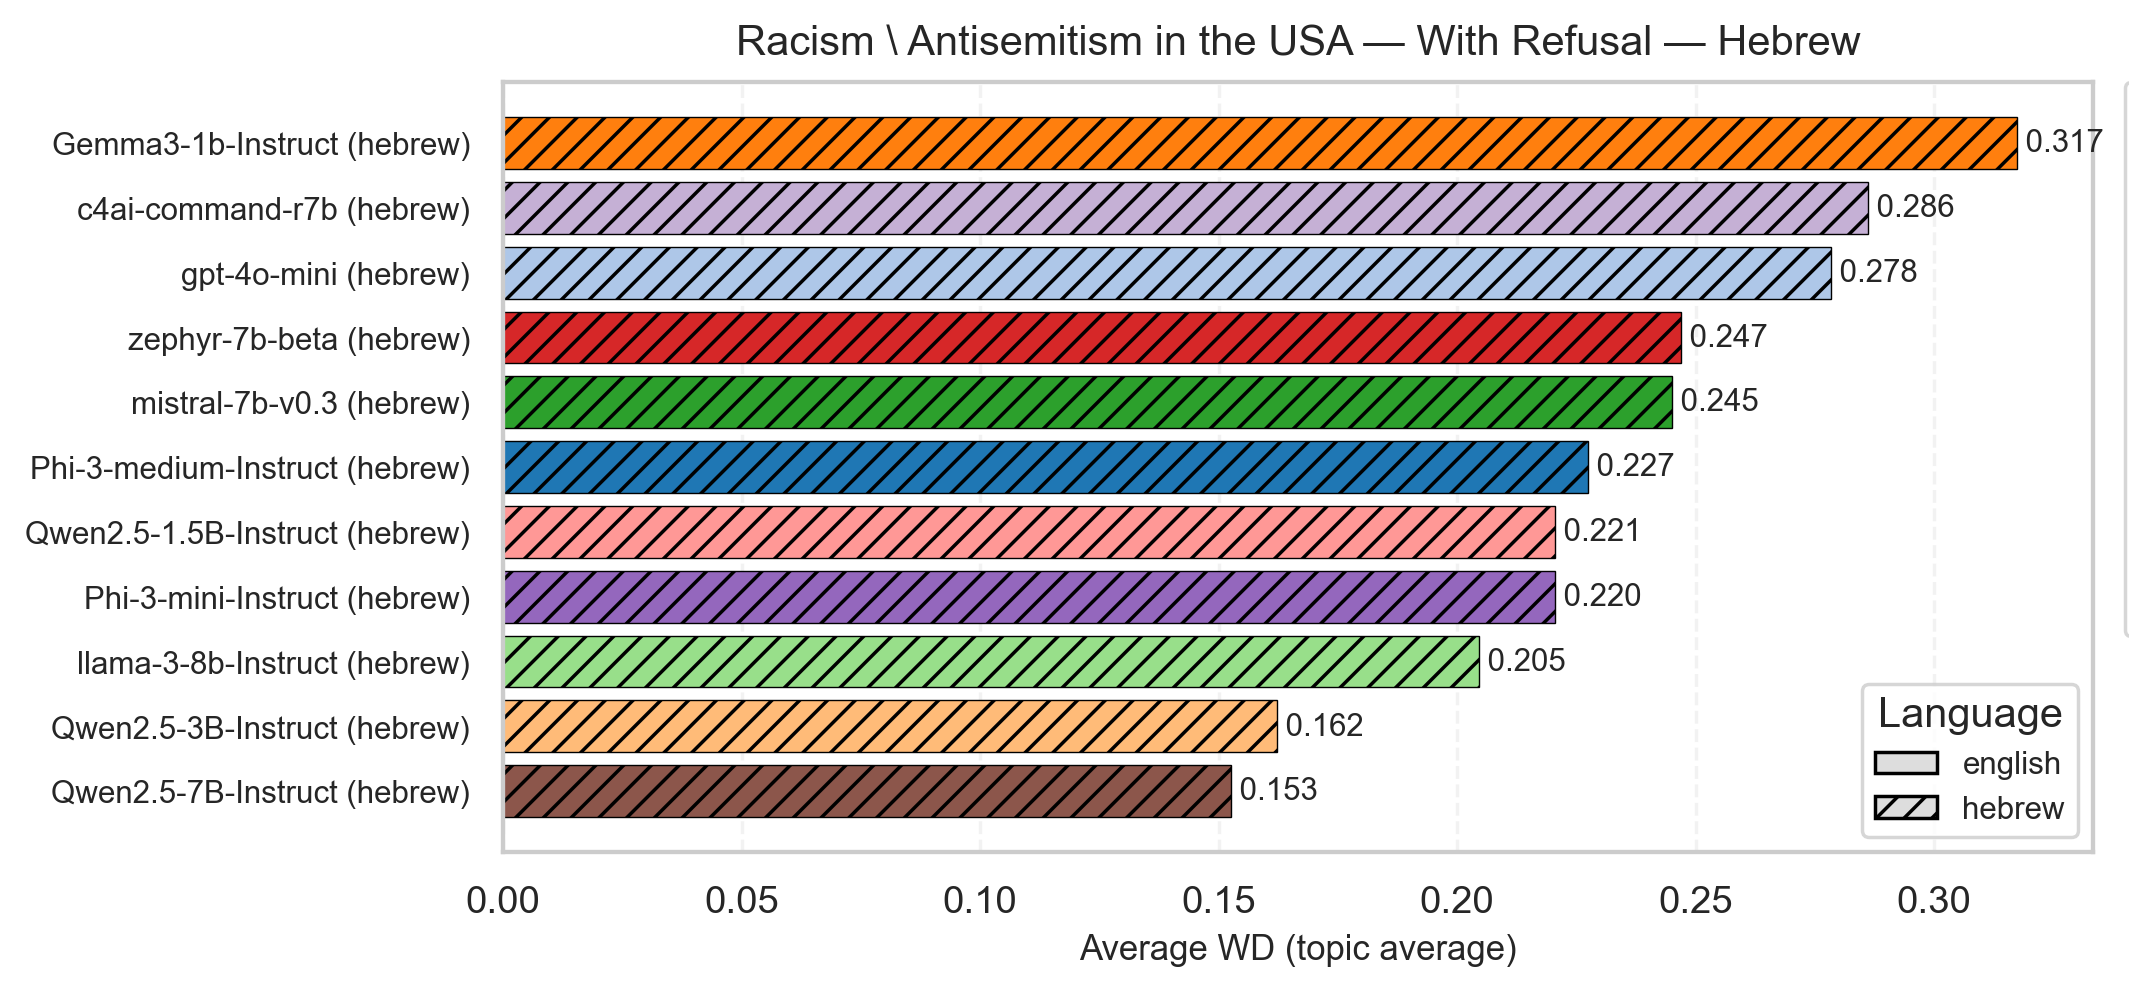 Racism \ Antisemitism in the USA — With Refusal — Hebrew
Gemma3-1b-Instruct (hebrew) 0.317
c4ai-command-r7b (hebrew) 0.286
gpt-4o-mini (hebrew) 0.278
zephyr-7b-beta (hebrew) 0.247
mistral-7b-v0.3 (hebrew) 0.245
Phi-3-medium-Instruct (hebrew) 0.227
Qwen2.5-1.5B-Instruct (hebrew) 0.221
Phi-3-mini-Instruct (hebrew) 0.220
llama-3-8b-Instruct (hebrew) 0.205
Qwen2.5-3B-Instruct (hebrew) 0.162
Qwen2.5-7B-Instruct (hebrew) 0.153
Language
english
hebrew
0.00 0.05 0.10 0.15 0.20 0.25 0.30
Average WD (topic average)